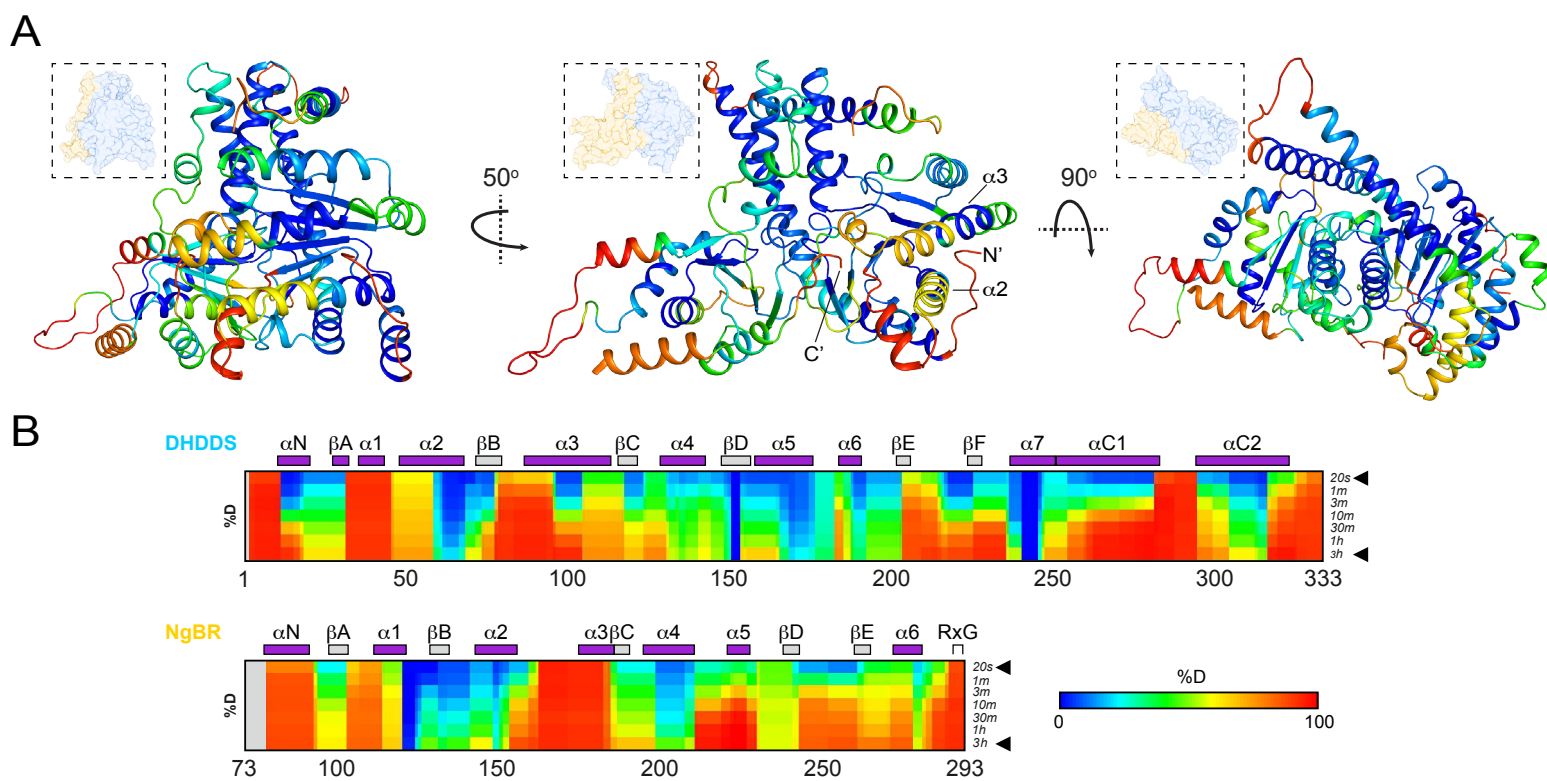 A
50º
α3
N'
α2
C'
90º
B
DHDDS
αN βA α1 α2 βB α3 βC α4 βD α5 α6 βE βF α7 αC1 αC2
%D
20s
1m
3m
10m
30m
1h
3h
1 50 100 150 200 250 300 333
NgBR
αN βA α1 βB α2 α3 βC α4 α5 βD βE α6 RxG
%D
20s
1m
3m
10m
30m
1h
3h
73 100 150 200 250 293
%D
0 100